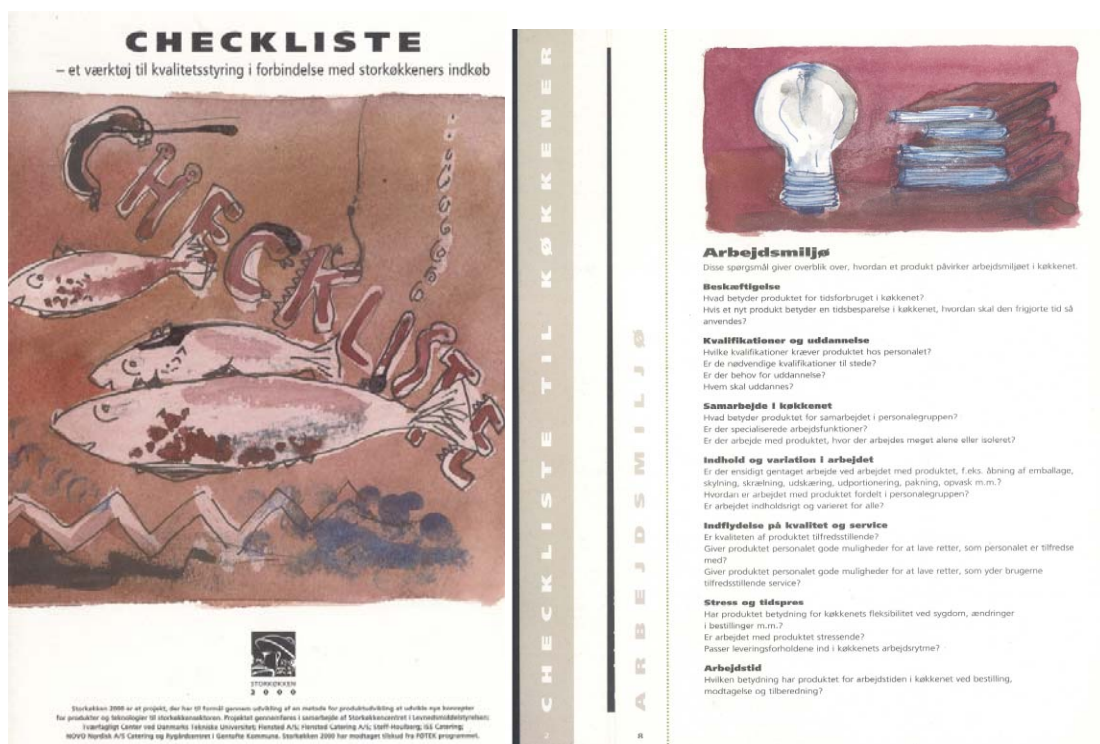 CHECKLISTE
– et værktøj til kvalitetsstyring i forbindelse med storkøkkeners indkøb
CHECKLISTE
STORKØKKEN
2000
Storkøkken 2000 er et projekt, der har til formål gennem udvikling af en metode for produktudvikling at udvikle nye koncepter
for produkter og teknologier til storkøkkensektoren. Projektet gennemføres i samarbejde af Storkøkkencentret i Levnedsmiddelstyrelsen;
Tværfagligt Center ved Danmarks Tekniske Universitet; Flensted A/S; Flensted Catering A/S; Steff-Houlberg; ISS Catering;
NOVO Nordisk A/S Catering og Rygårdcentret i Gentofte Kommune. Storkøkken 2000 har modtaget tilskud fra FØTEK programmet.
CHECKLISTE TIL KØKKENER
2
ARBEJDSMILJØ
8
Arbejdsmiljø
Disse spørgsmål giver overblik over, hvordan et produkt påvirker arbejdsmiljøet i køkkenet.
Beskæftigelse
Hvad betyder produktet for tidsforbruget i køkkenet?
Hvis et nyt produkt betyder en tidsbesparelse i køkkenet, hvordan skal den frigjorte tid så
anvendes?
Kvalifikationer og uddannelse
Hvilke kvalifikationer kræver produktet hos personalet?
Er de nødvendige kvalifikationer til stede?
Er der behov for uddannelse?
Hvem skal uddannes?
Samarbejde i køkkenet
Hvad betyder produktet for samarbejdet i personalegruppen?
Er der specialiserede arbejdsfunktioner?
Er der arbejde med produktet, hvor der arbejdes meget alene eller isoleret?
Indhold og variation i arbejdet
Er der ensidigt gentaget arbejde ved arbejdet med produktet, f.eks. åbning af emballage,
skylning, skrælning, udskæring, udportionering, pakning, opvask m.m.?
Hvordan er arbejdet med produktet fordelt i personalegruppen?
Er arbejdet indholdsrigt og varieret for alle?
Indflydelse på kvalitet og service
Er kvaliteten af produktet tilfredsstillende?
Giver produktet personalet gode muligheder for at lave retter, som personalet er tilfredse
med?
Giver produktet personalet gode muligheder for at lave retter, som yder brugerne
tilfredsstillende service?
Stress og tidspres
Har produktet betydning for køkkenets fleksibilitet ved sygdom, ændringer
i bestillinger m.m.?
Er arbejdet med produktet stressende?
Passer leveringsforholdene ind i køkkenets arbejdsrytme?
Arbejdstid
Hvilken betydning har produktet for arbejdstiden i køkkenet ved bestilling,
modtagelse og tilberedning?